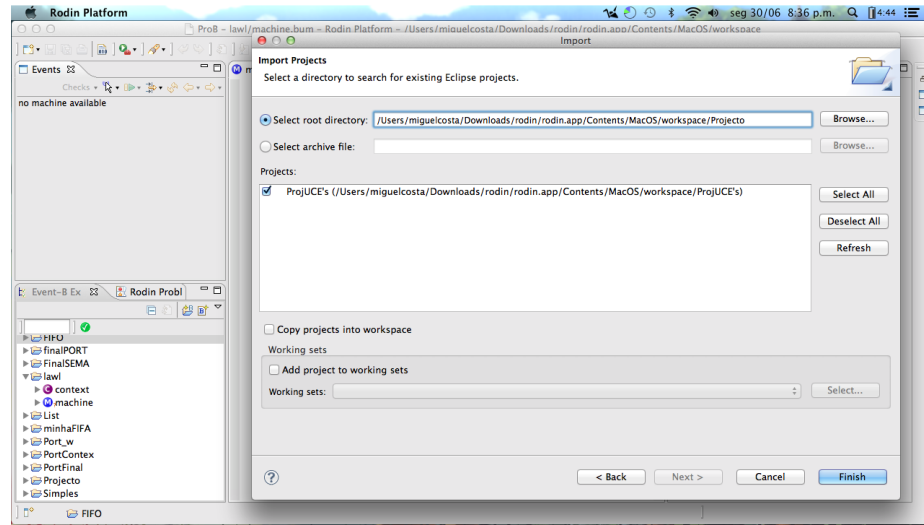 Rodin Platform
seg 30/06 8:36 p.m.
4:44
ProB - lawl/machine.bum - Rodin Platform - /Users/miguelcosta/Downloads/rodin/rodin.app/Contents/MacOS/workspace
Import
Events
Checks
no machine available
Import Projects
Select a directory to search for existing Eclipse projects.
Select root directory: /Users/miguelcosta/Downloads/rodin/rodin.app/Contents/MacOS/workspace/Projecto Browse...
Select archive file: Browse...
Projects:
ProjUCE's (/Users/miguelcosta/Downloads/rodin/rodin.app/Contents/MacOS/workspace/ProjUCE's)
Select All
Deselect All
Refresh
Copy projects into workspace
Working sets
Add project to working sets
Working sets: Select...
< Back Next > Cancel Finish
Event-B Ex Rodin Probl
FIFO
finalPORT
FinalSEMA
lawl
context
machine
List
minhaFIFA
Port_w
PortContex
PortFinal
Projecto
Simples
FIFO